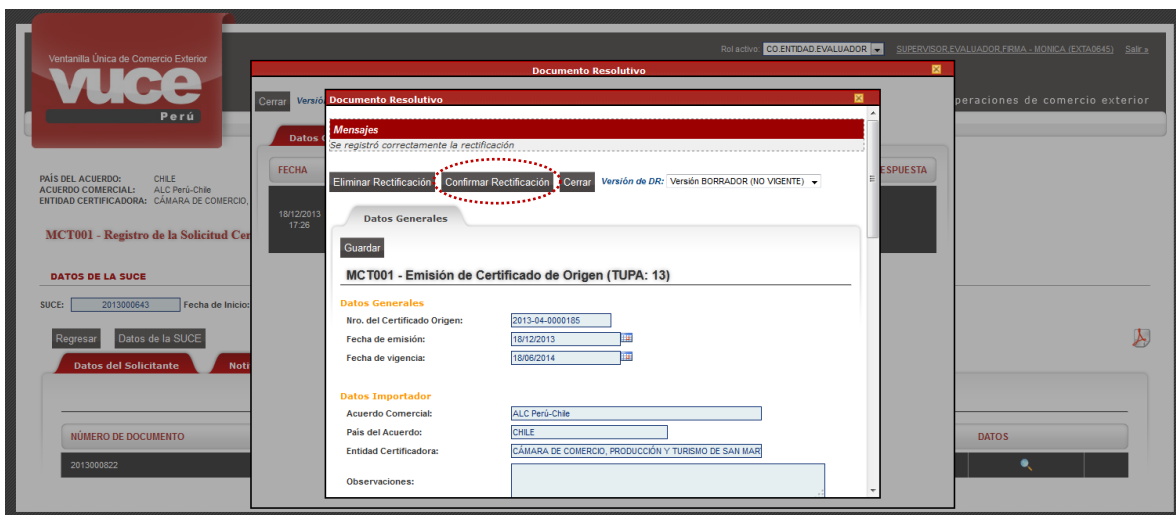 Rol activo: CO.ENTIDAD.EVALUADOR SUPERVISOR,EVALUADOR,FIRMA - MONICA (EXTA0645) Salir »
Ventanilla Única de Comercio Exterior
vuce
Perú
peraciones de comercio exterior
Documento Resolutivo
Cerrar Versió
Datos
FECHA
ESPUESTA
18/12/2013
17:26
Documento Resolutivo
Mensajes
Se registró correctamente la rectificación
Eliminar Rectificación Confirmar Rectificación Cerrar Versión de DR: Versión BORRADOR (NO VIGENTE)
Datos Generales
Guardar
MCT001 - Emisión de Certificado de Origen (TUPA: 13)
Datos Generales
Nro. del Certificado Origen: 2013-04-0000185
Fecha de emisión: 18/12/2013
Fecha de vigencia: 18/06/2014
Datos Importador
Acuerdo Comercial: ALC Perú-Chile
País del Acuerdo: CHILE
Entidad Certificadora: CÁMARA DE COMERCIO, PRODUCCIÓN Y TURISMO DE SAN MAR
Observaciones:
PAÍS DEL ACUERDO: CHILE
ACUERDO COMERCIAL: ALC Perú-Chile
ENTIDAD CERTIFICADORA: CÁMARA DE COMERCIO,
MCT001 - Registro de la Solicitud Cer
DATOS DE LA SUCE
SUCE: 2013000643 Fecha de Inicio:
Regresar Datos de la SUCE
Datos del Solicitante Noti
NÚMERO DE DOCUMENTO
DATOS
2013000822